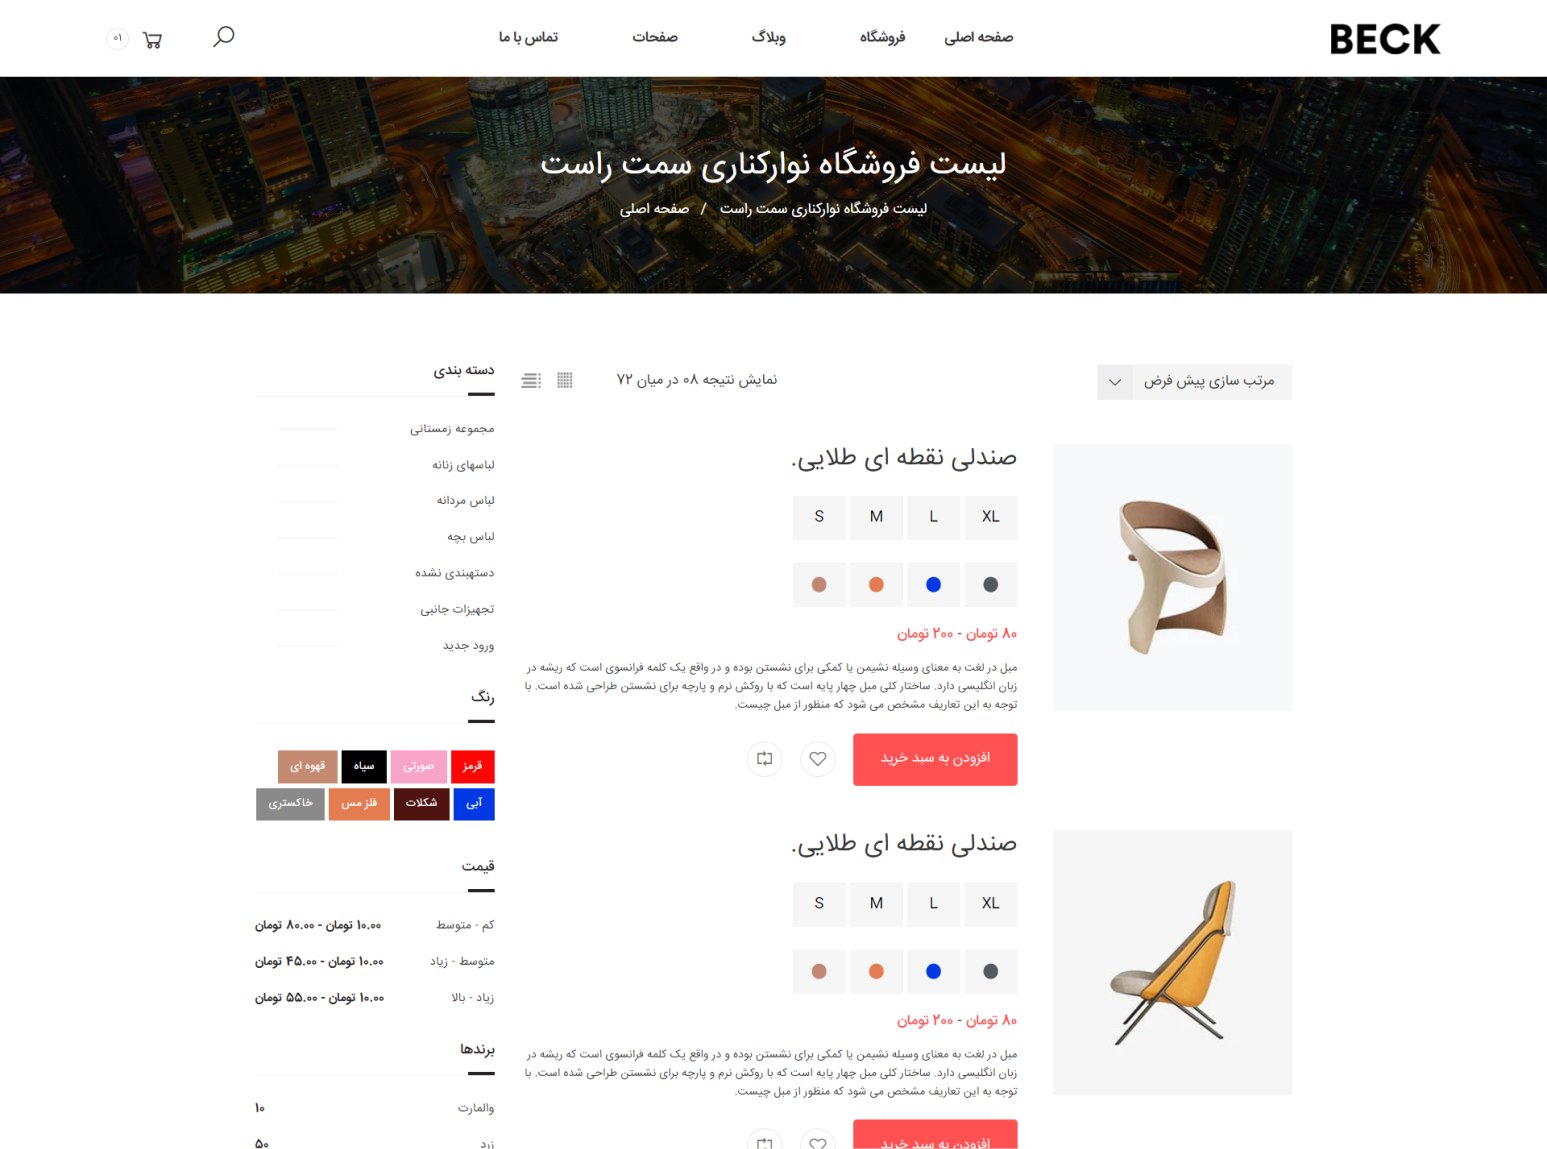 BECK
صفحه اصلی فروشگاه وبلاگ صفحات تماس با ما
۰۱
لیست فروشگاه نوارکناری سمت راست
لیست فروشگاه نوارکناری سمت راست / صفحه اصلی
مرتب سازی پیش فرض
نمایش نتیجه ۰۸ در میان ۷۲
صندلی نقطه ای طلایی.
XL L M S
۸۰ تومان - ۲۰۰ تومان
مبل در لغت به معنای وسیله نشیمن یا کمکی برای نشستن بوده و در واقع یک کلمه فرانسوی است که ریشه در
زبان انگلیسی دارد. ساختار کلی مبل چهار پایه است که با روکش نرم و پارچه برای نشستن طراحی شده است. با
توجه به این تعاریف مشخص می شود که منظور از مبل چیست.
افزودن به سبد خرید
صندلی نقطه ای طلایی.
XL L M S
۸۰ تومان - ۲۰۰ تومان
مبل در لغت به معنای وسیله نشیمن یا کمکی برای نشستن بوده و در واقع یک کلمه فرانسوی است که ریشه در
زبان انگلیسی دارد. ساختار کلی مبل چهار پایه است که با روکش نرم و پارچه برای نشستن طراحی شده است. با
توجه به این تعاریف مشخص می شود که منظور از مبل چیست.
افزودن به سبد خرید
دسته بندی
مجموعه زمستانی
لباسهای زنانه
لباس مردانه
لباس بچه
دستهبندی نشده
تجهیزات جانبی
ورود جدید
رنگ
قرمز صورتی سیاه قهوه ای
آبی شکلات فلز مس خاکستری
قیمت
کم - متوسط ۱۰.۰۰ تومان - ۸۰.۰۰ تومان
متوسط - زیاد ۱۰.۰۰ تومان - ۴۵.۰۰ تومان
زیاد - بالا ۱۰.۰۰ تومان - ۵۵.۰۰ تومان
برندها
والمارت ۱۰
زرد ۵۰